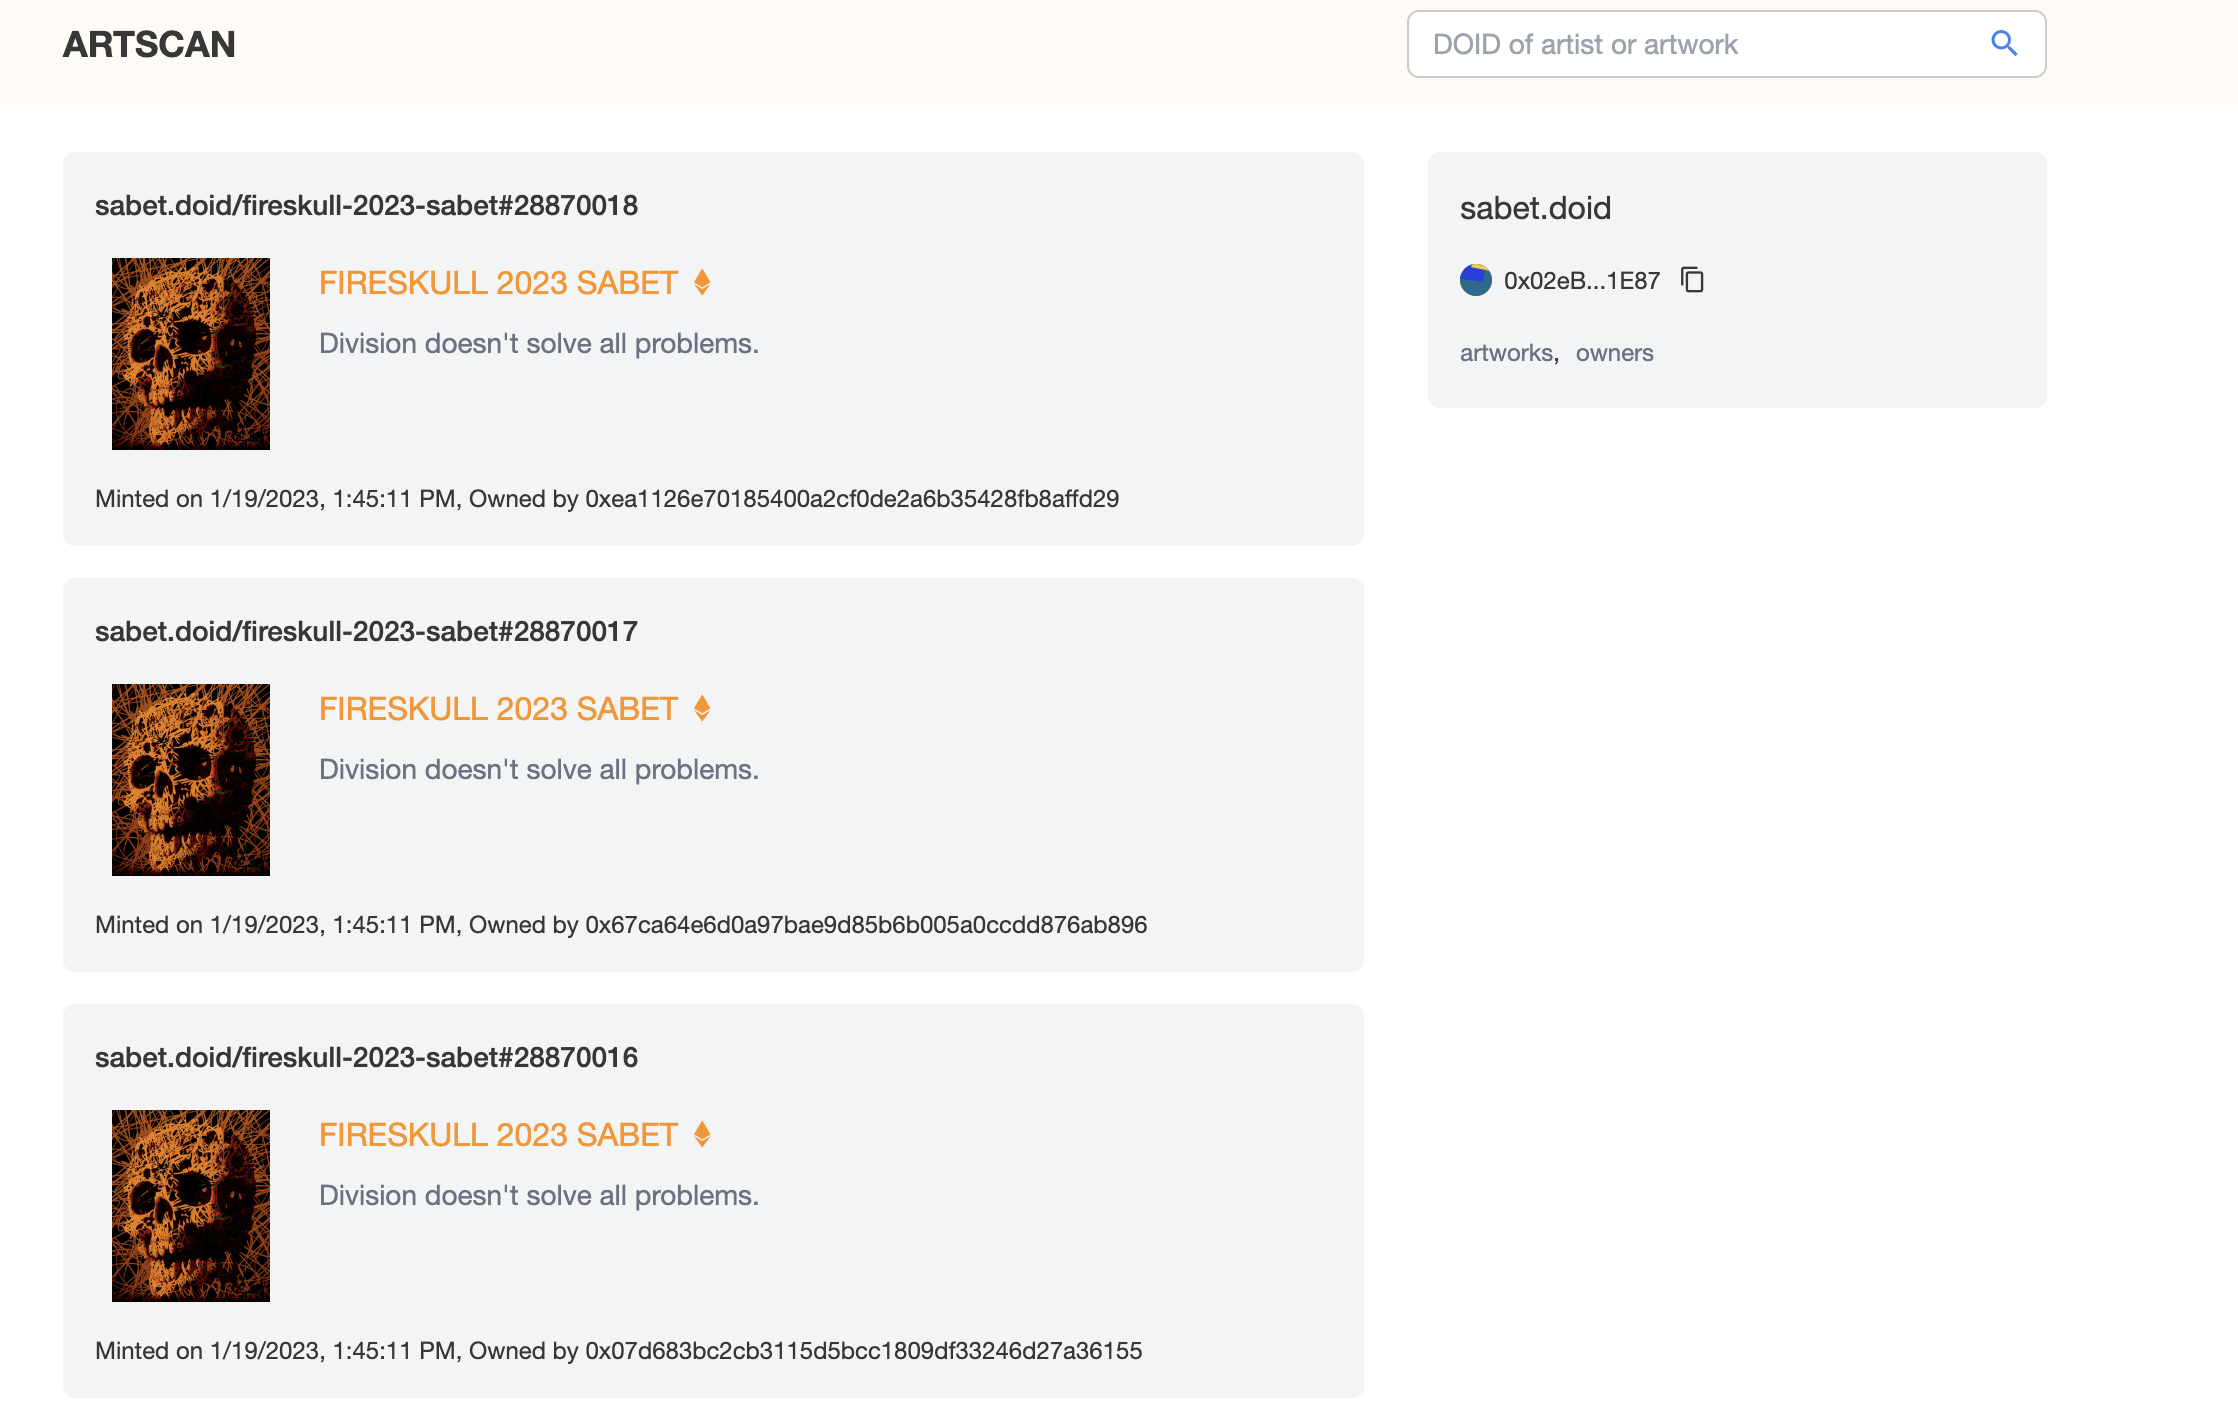 ARTSCAN
DOID of artist or artwork
sabet.doid/fireskull-2023-sabet#28870018
FIRESKULL 2023 SABET
Division doesn't solve all problems.
Minted on 1/19/2023, 1:45:11 PM, Owned by 0xea1126e70185400a2cf0de2a6b35428fb8affd29
sabet.doid/fireskull-2023-sabet#28870017
FIRESKULL 2023 SABET
Division doesn't solve all problems.
Minted on 1/19/2023, 1:45:11 PM, Owned by 0x67ca64e6d0a97bae9d85b6b005a0ccdd876ab896
sabet.doid/fireskull-2023-sabet#28870016
FIRESKULL 2023 SABET
Division doesn't solve all problems.
Minted on 1/19/2023, 1:45:11 PM, Owned by 0x07d683bc2cb3115d5bcc1809df33246d27a36155
sabet.doid
0x02eB...1E87
artworks, owners